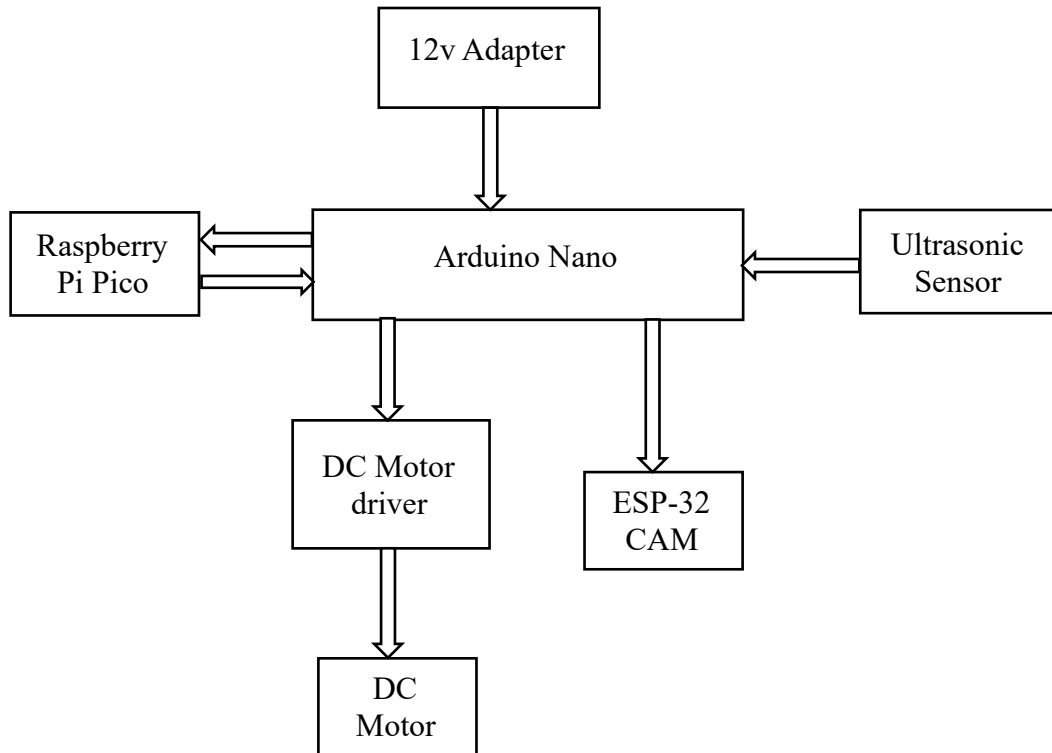 12v Adapter
Raspberry
Pi Pico
Arduino Nano
Ultrasonic
Sensor
DC Motor
driver
ESP-32
CAM
DC
Motor